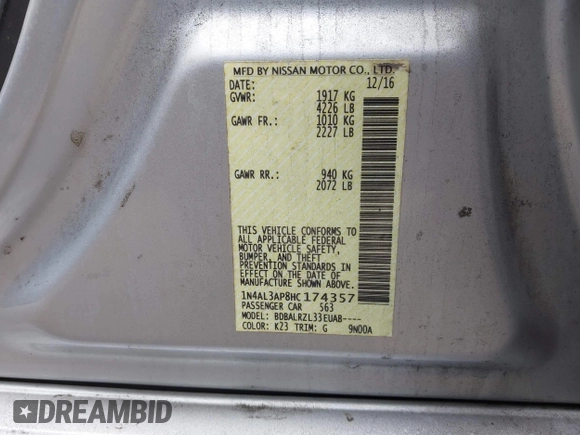 MFD BY NISSAN MOTOR CO., LTD.
DATE: 12/16
GVWR: 1917 KG
4226 LB
GAWR FR.: 1010 KG
2227 LB
GAWR RR.: 940 KG
2072 LB
THIS VEHICLE CONFORMS TO
ALL APPLICABLE FEDERAL
MOTOR VEHICLE SAFETY,
BUMPER, AND THEFT
PREVENTION STANDARDS
IN EFFECT ON THE DATE OF
MANUFACTURE SHOWN ABOVE.
1N4AL3AP8HC174357
PASSENGER CAR 563
MODEL: BDBALRZL33EUAB----
COLOR: K23 TRIM: G 9N00A
DREAMBID